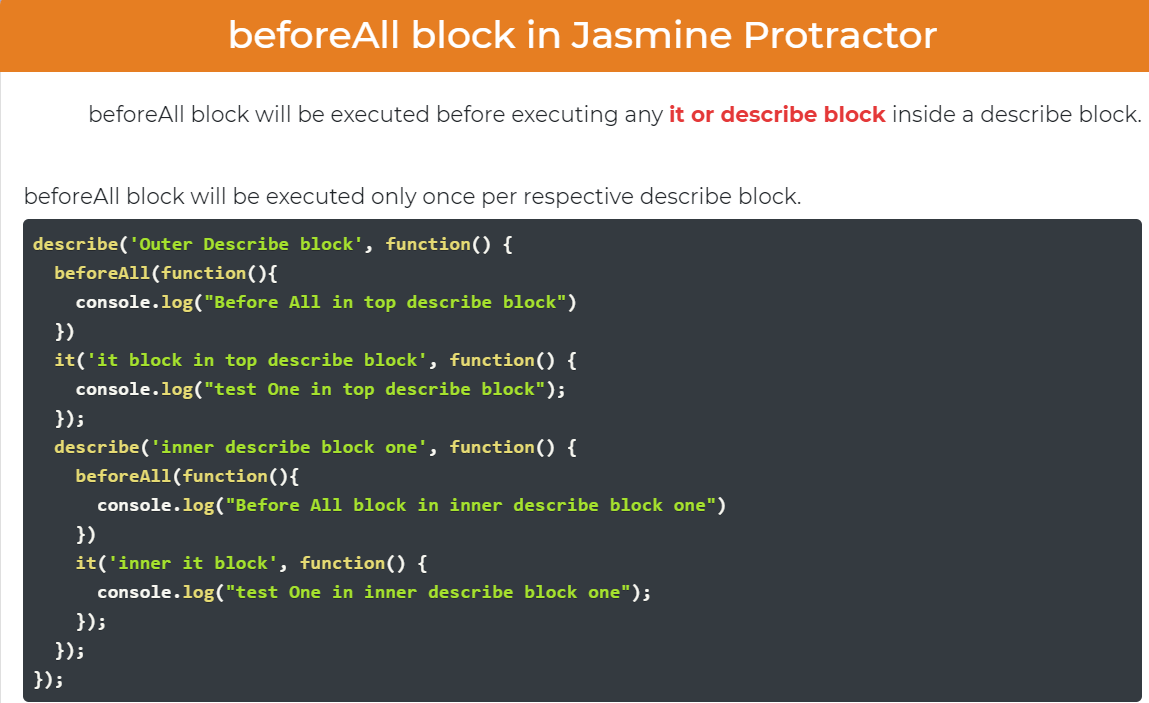 beforeAll block in Jasmine Protractor
beforeAll block will be executed before executing any it or describe block inside a describe block.
beforeAll block will be executed only once per respective describe block.
describe('Outer Describe block', function() {
  beforeAll(function(){
    console.log("Before All in top describe block")
  })
  it('it block in top describe block', function() {
    console.log("test One in top describe block");
  });
  describe('inner describe block one', function() {
    beforeAll(function(){
      console.log("Before All block in inner describe block one")
    })
    it('inner it block', function() {
      console.log("test One in inner describe block one");
    });
  });
});